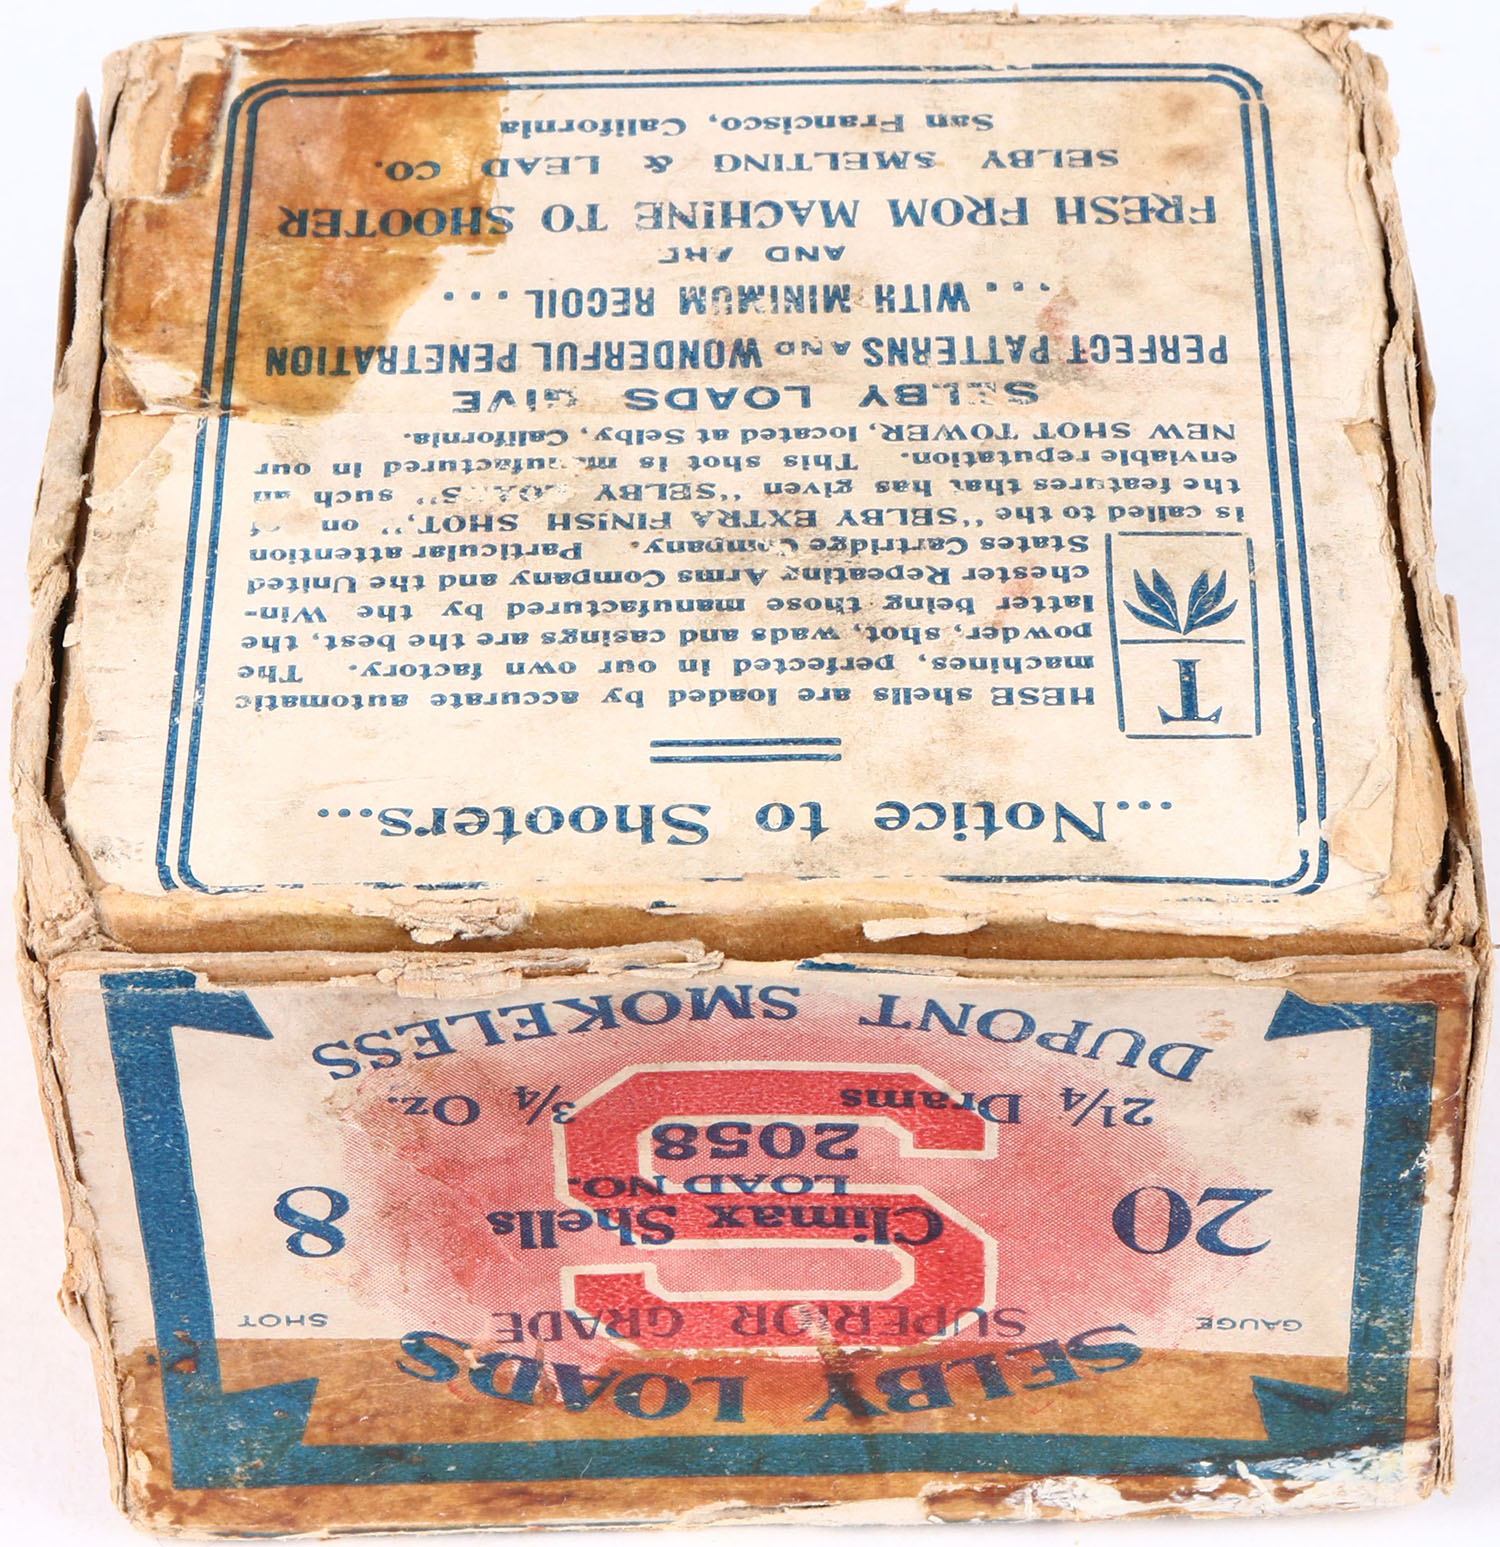 ...Notice to Shooters...
THESE shells are loaded by accurate automatic
machines, perfected in our own factory. The
powder, shot, wads and casings are the best, the
latter being those manufactured by the Win-
chester Repeating Arms Company and the United
States Cartridge Company. Particular attention
is called to the "SELBY EXTRA FINISH SHOT," on
the features that has given "SELBY LOADS" such an
enviable reputation. This shot is manufactured in our
NEW SHOT TOWER, located at Selby, California.
SELBY LOADS GIVE
PERFECT PATTERNS AND WONDERFUL PENETRATION
...WITH MINIMUM RECOIL...
AND ARE
FRESH FROM MACHINE TO SHOOTER
SELBY SMELTING & LEAD CO.
San Francisco, California
SELBY LOADS
SUPERIOR GRADE
GAUGE
SHOT
20
Climax Shells
8
LOAD NO.
2058
2¼ Drams
¾ Oz.
DUPONT SMOKELESS
S